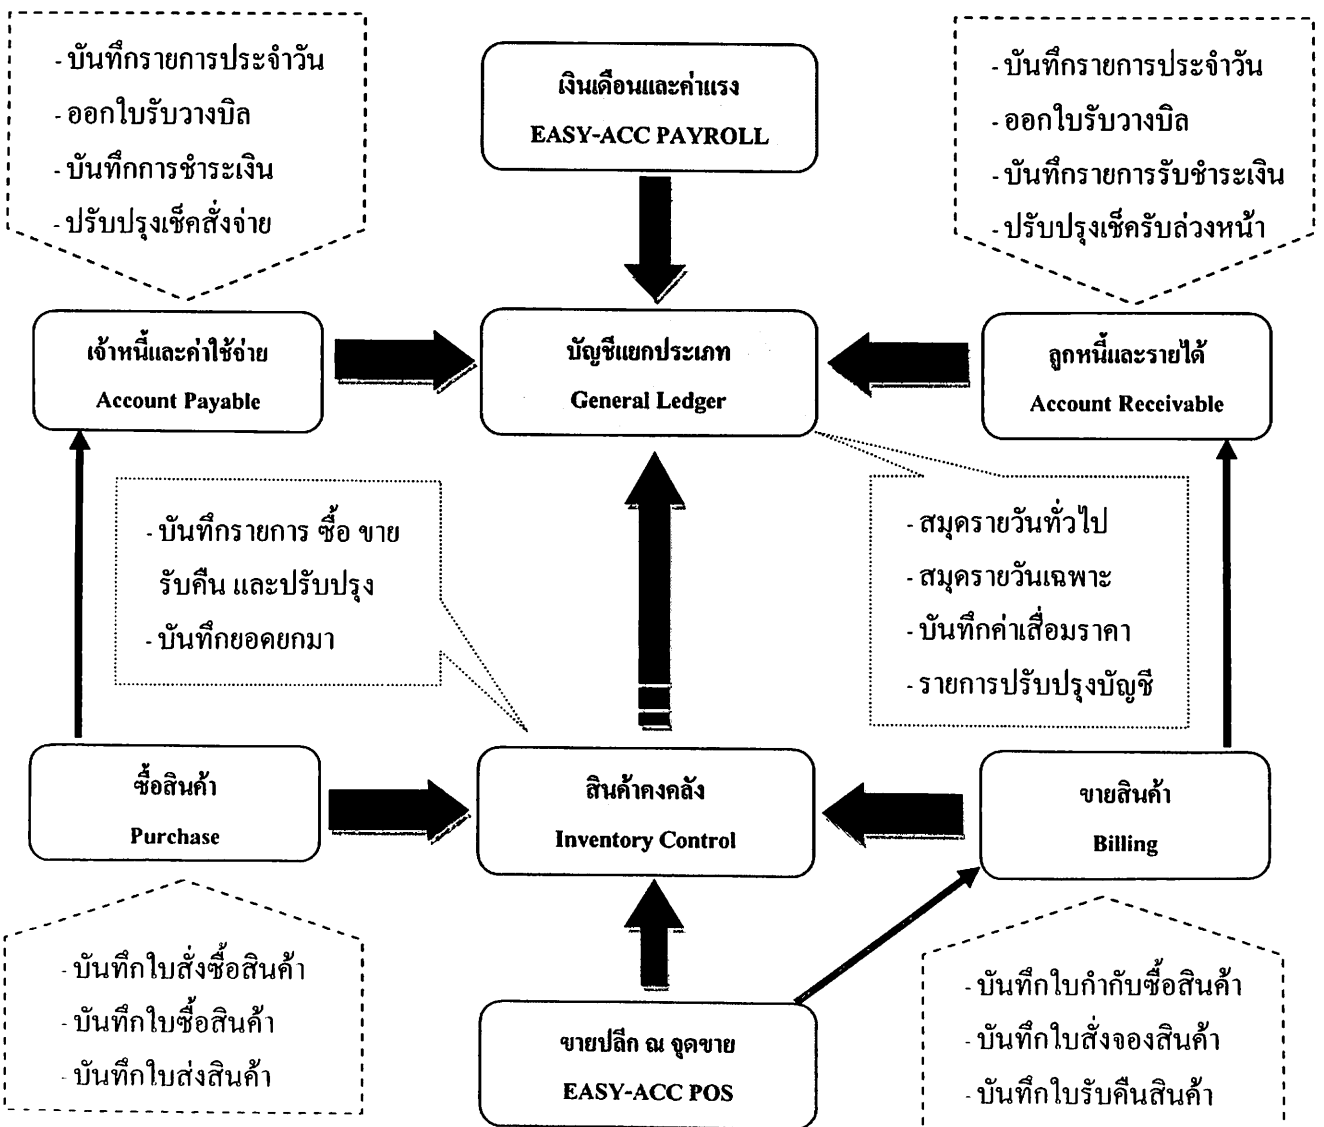 - บันทึกรายการประจำวัน
- ออกใบรับวางบิล
- บันทึกการชำระเงิน
- ปรับปรุงเช็คสั่งจ่าย
เงินเดือนและค่าแรง
EASY-ACC PAYROLL
- บันทึกรายการประจำวัน
- ออกใบรับวางบิล
- บันทึกรายการรับชำระเงิน
- ปรับปรุงเช็ครับล่วงหน้า
เจ้าหนี้และค่าใช้จ่าย
Account Payable
บัญชีแยกประเภท
General Ledger
ลูกหนี้และรายได้
Account Receivable
- บันทึกรายการ ซื้อ ขาย
รับคืน และปรับปรุง
- บันทึกยอดยกมา
- สมุดรายวันทั่วไป
- สมุดรายวันเฉพาะ
- บันทึกค่าเสื่อมราคา
- รายการปรับปรุงบัญชี
ซื้อสินค้า
Purchase
สินค้าคงคลัง
Inventory Control
ขายสินค้า
Billing
- บันทึกใบสั่งซื้อสินค้า
- บันทึกใบซื้อสินค้า
- บันทึกใบส่งสินค้า
ขายปลีก ณ จุดขาย
EASY-ACC POS
- บันทึกใบกำกับซื้อสินค้า
- บันทึกใบสั่งจองสินค้า
- บันทึกใบรับคืนสินค้า